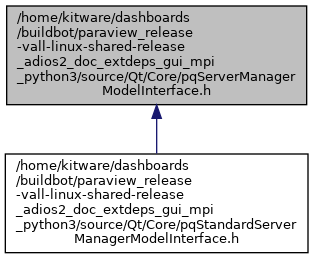 /home/kitware/dashboards
/buildbot/paraview_release
-vall-linux-shared-release
_adios2_doc_extdeps_gui_mpi
_python3/source/Qt/Core/pqServerManager
ModelInterface.h
/home/kitware/dashboards
/buildbot/paraview_release
-vall-linux-shared-release
_adios2_doc_extdeps_gui_mpi
_python3/source/Qt/Core/pqStandardServer
ManagerModelInterface.h